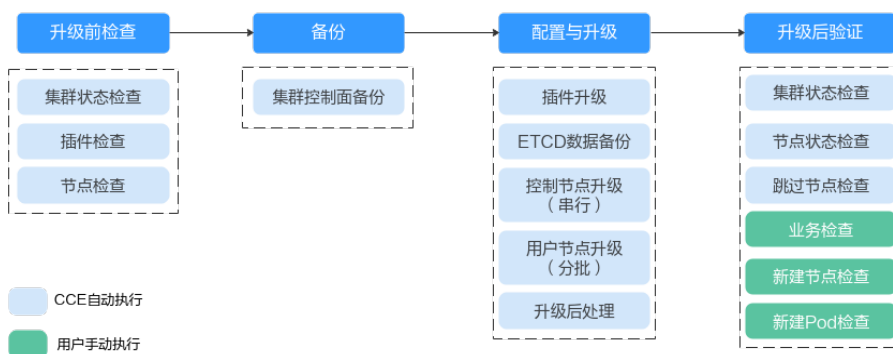 升级前检查
备份
配置与升级
升级后验证
集群状态检查
插件检查
节点检查
集群控制面备份
插件升级
ETCD数据备份
控制节点升级
（串行）
用户节点升级
（分批）
升级后处理
集群状态检查
节点状态检查
跳过节点检查
业务检查
新建节点检查
新建Pod检查
CCE自动执行
用户手动执行